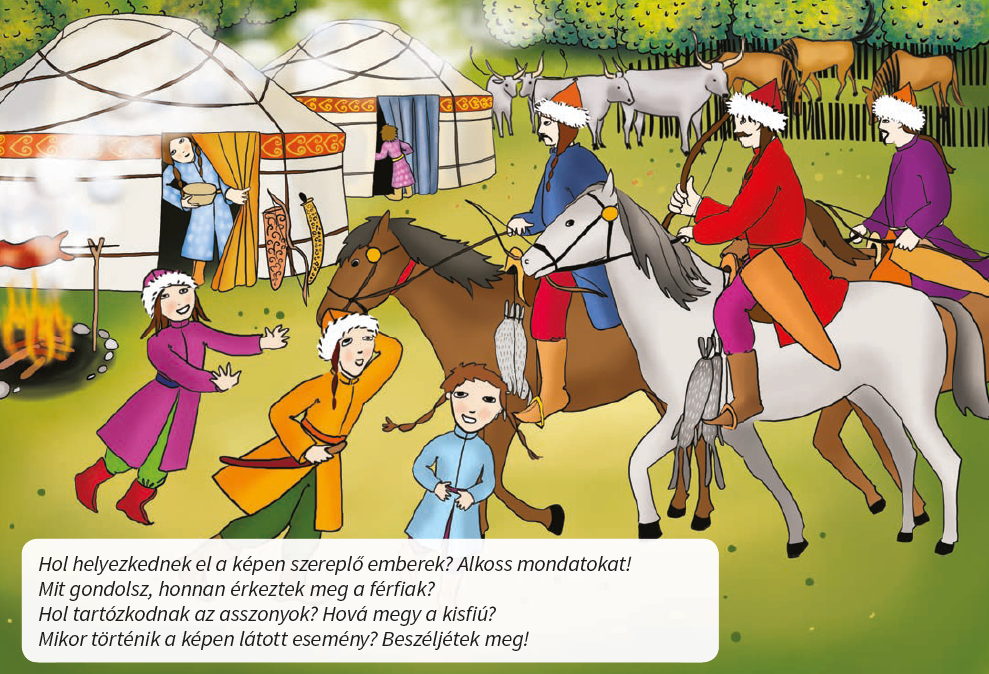 Hol helyezkednek el a képen szereplő emberek? Alkoss mondatokat!
Mit gondolsz, honnan érkeztek meg a férfiak?
Hol tartózkodnak az asszonyok? Hová megy a kisfiú?
Mikor történik a képen látott esemény? Beszéljétek meg!